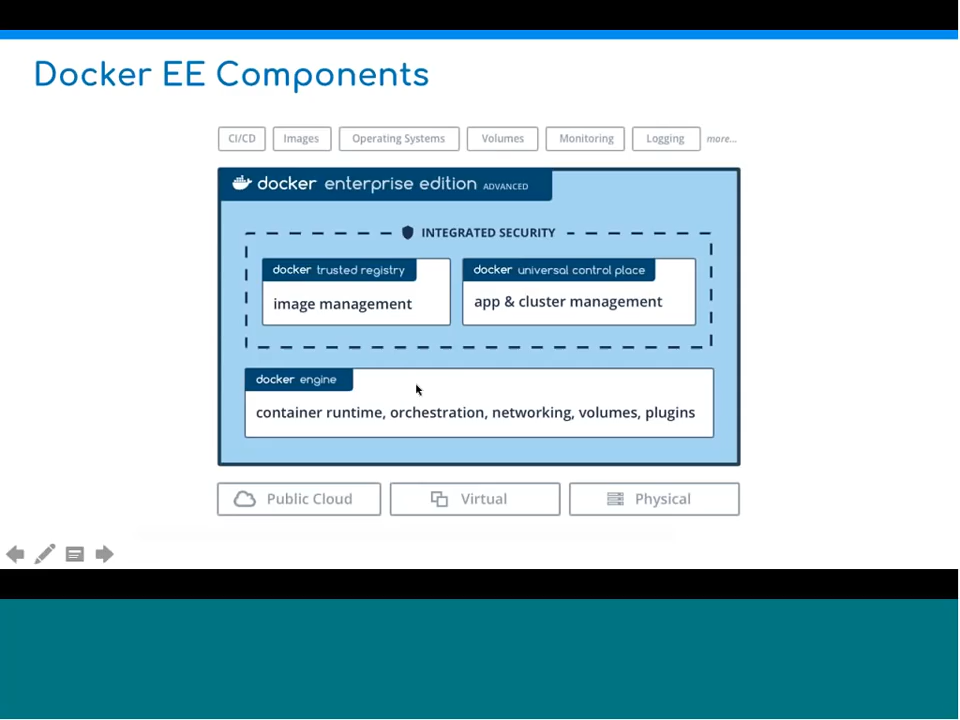 Docker EE Components
CI/CD Images Operating Systems Volumes Monitoring Logging more...
docker enterprise edition ADVANCED
INTEGRATED SECURITY
docker trusted registry
image management
docker universal control place
app & cluster management
docker engine
container runtime, orchestration, networking, volumes, plugins
Public Cloud Virtual Physical